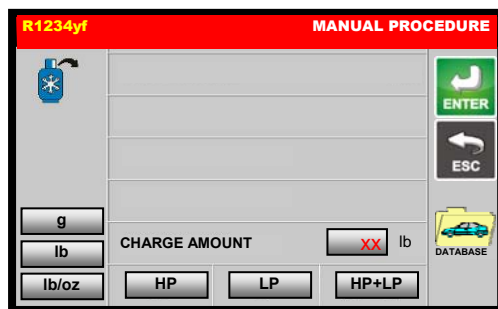 R1234yf MANUAL PROCEDURE
ENTER
ESC
g
CHARGE AMOUNT xx lb
lb
DATABASE
lb/oz HP LP HP+LP